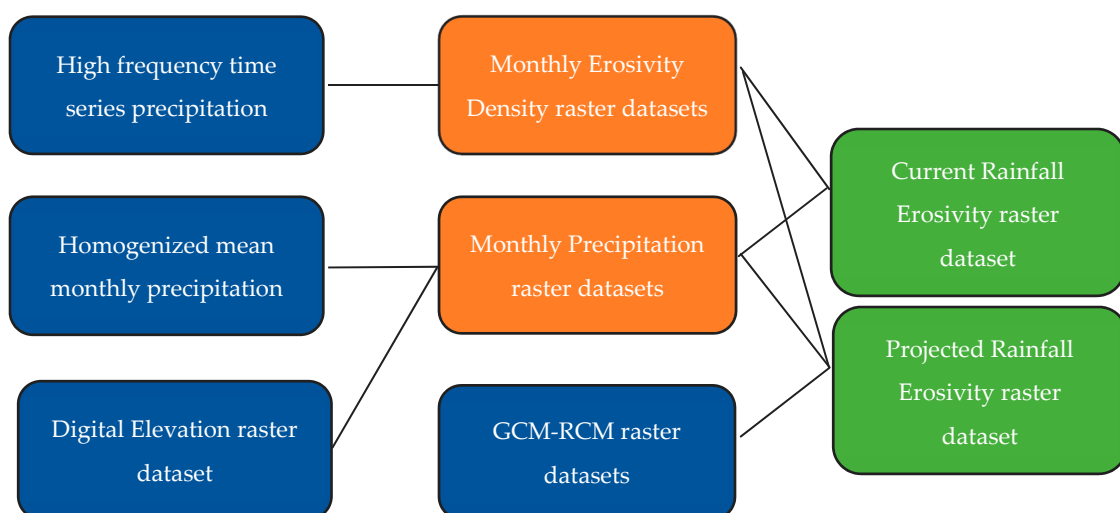 High frequency time
series precipitation
Monthly Erosivity
Density raster datasets
Current Rainfall
Erosivity raster
dataset
Homogenized mean
monthly precipitation
Monthly Precipitation
raster datasets
Projected Rainfall
Erosivity raster
dataset
Digital Elevation raster
dataset
GCM-RCM raster
datasets